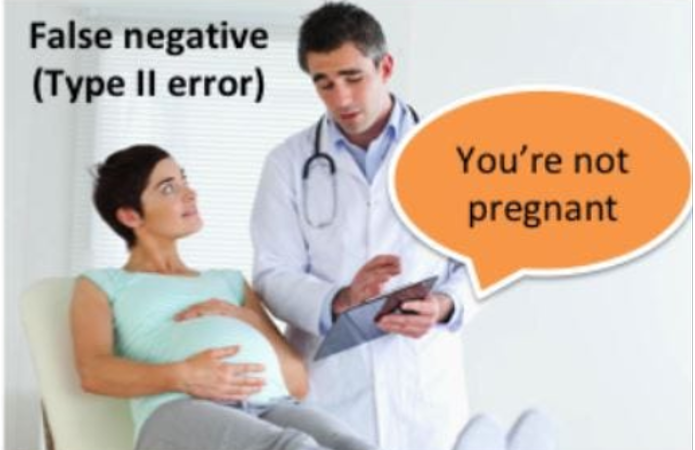 False negative
(Type II error)
You’re not
pregnant